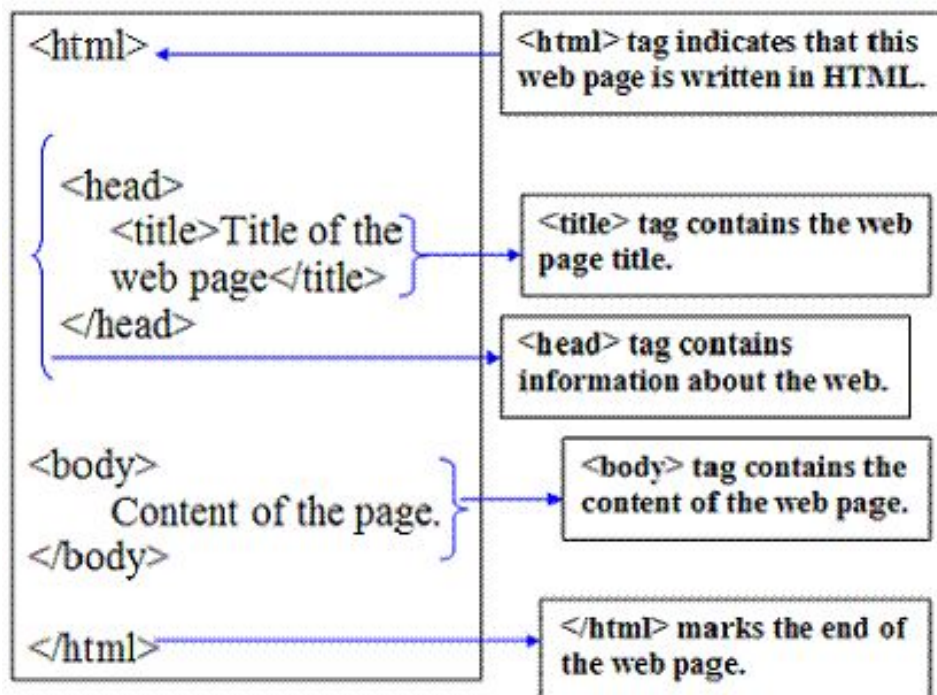 <html>
<html> tag indicates that this
web page is written in HTML.
<head>
<title>Title of the
web page</title>
</head>
<title> tag contains the web
page title.
<head> tag contains
information about the web.
<body>
Content of the page.
</body>
<body> tag contains the
content of the web page.
</html>
</html> marks the end of
the web page.